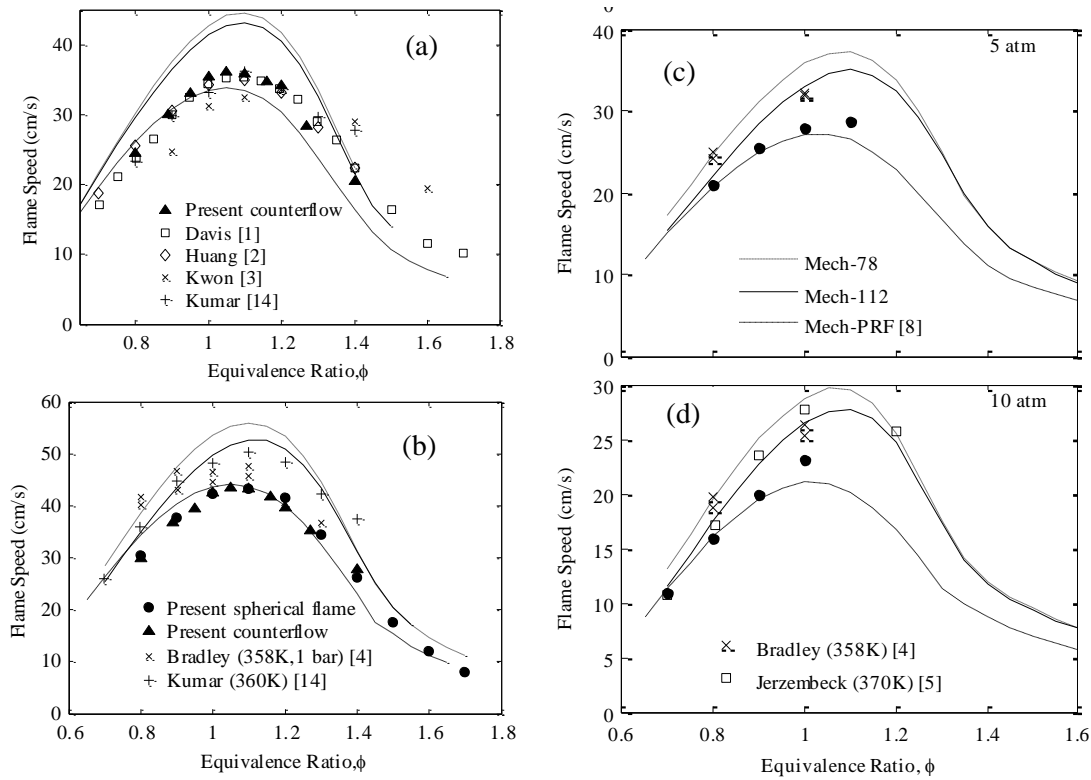 (a)
40
30
20
10
0
Flame Speed (cm/s)
Present counterflow
Davis [1]
Huang [2]
Kwon [3]
Kumar [14]
0.8 1 1.2 1.4 1.6 1.8
Equivalence Ratio,ϕ
(b)
60
50
40
30
20
10
0
Flame Speed (cm/s)
Present spherical flame
Present counterflow
Bradley (358K,1 bar) [4]
Kumar (360K) [14]
0.6 0.8 1 1.2 1.4 1.6 1.8
Equivalence Ratio,ϕ
(c)
5 atm
40
30
20
10
0
Flame Speed (cm/s)
Mech-78
Mech-112
Mech-PRF [8]
(d)
10 atm
30
25
20
15
10
5
0
Flame Speed (cm/s)
Bradley (358K) [4]
Jerzembeck (370K) [5]
0.6 0.8 1.0 1.2 1.4 1.6
Equivalence Ratio, ϕ